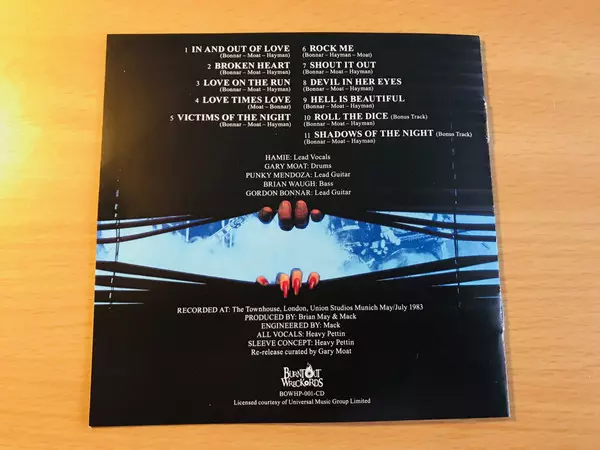 1 IN AND OUT OF LOVE
(Bonnar – Moat – Hayman)
2 BROKEN HEART
(Bonnar – Moat – Hayman)
3 LOVE ON THE RUN
(Bonnar – Moat – Hayman)
4 LOVE TIMES LOVE
(Moat – Bonnar)
5 VICTIMS OF THE NIGHT
(Bonnar – Moat – Hayman)
6 ROCK ME
(Bonnar – Hayman – Moat)
7 SHOUT IT OUT
(Bonnar – Moat – Hayman)
8 DEVIL IN HER EYES
(Bonnar – Moat – Hayman)
9 HELL IS BEAUTIFUL
(Bonnar – Moat – Hayman)
10 ROLL THE DICE (Bonus Track)
(Bonnar – Moat – Hayman)
11 SHADOWS OF THE NIGHT (Bonus Track)
(Bonnar – Moat – Hayman)
HAMIE: Lead Vocals
GARY MOAT: Drums
PUNKY MENDOZA: Lead Guitar
BRIAN WAUGH: Bass
GORDON BONNAR: Lead Guitar
RECORDED AT: The Townhouse, London, Union Studios Munich May/July 1983
PRODUCED BY: Brian May & Mack
ENGINEERED BY: Mack
ALL VOCALS: Heavy Pettin
SLEEVE CONCEPT: Heavy Pettin
Re-release curated by Gary Moat
BURNT OUT
WRECKORDS
BOWHP-001-CD
Licensed courtesy of Universal Music Group Limited